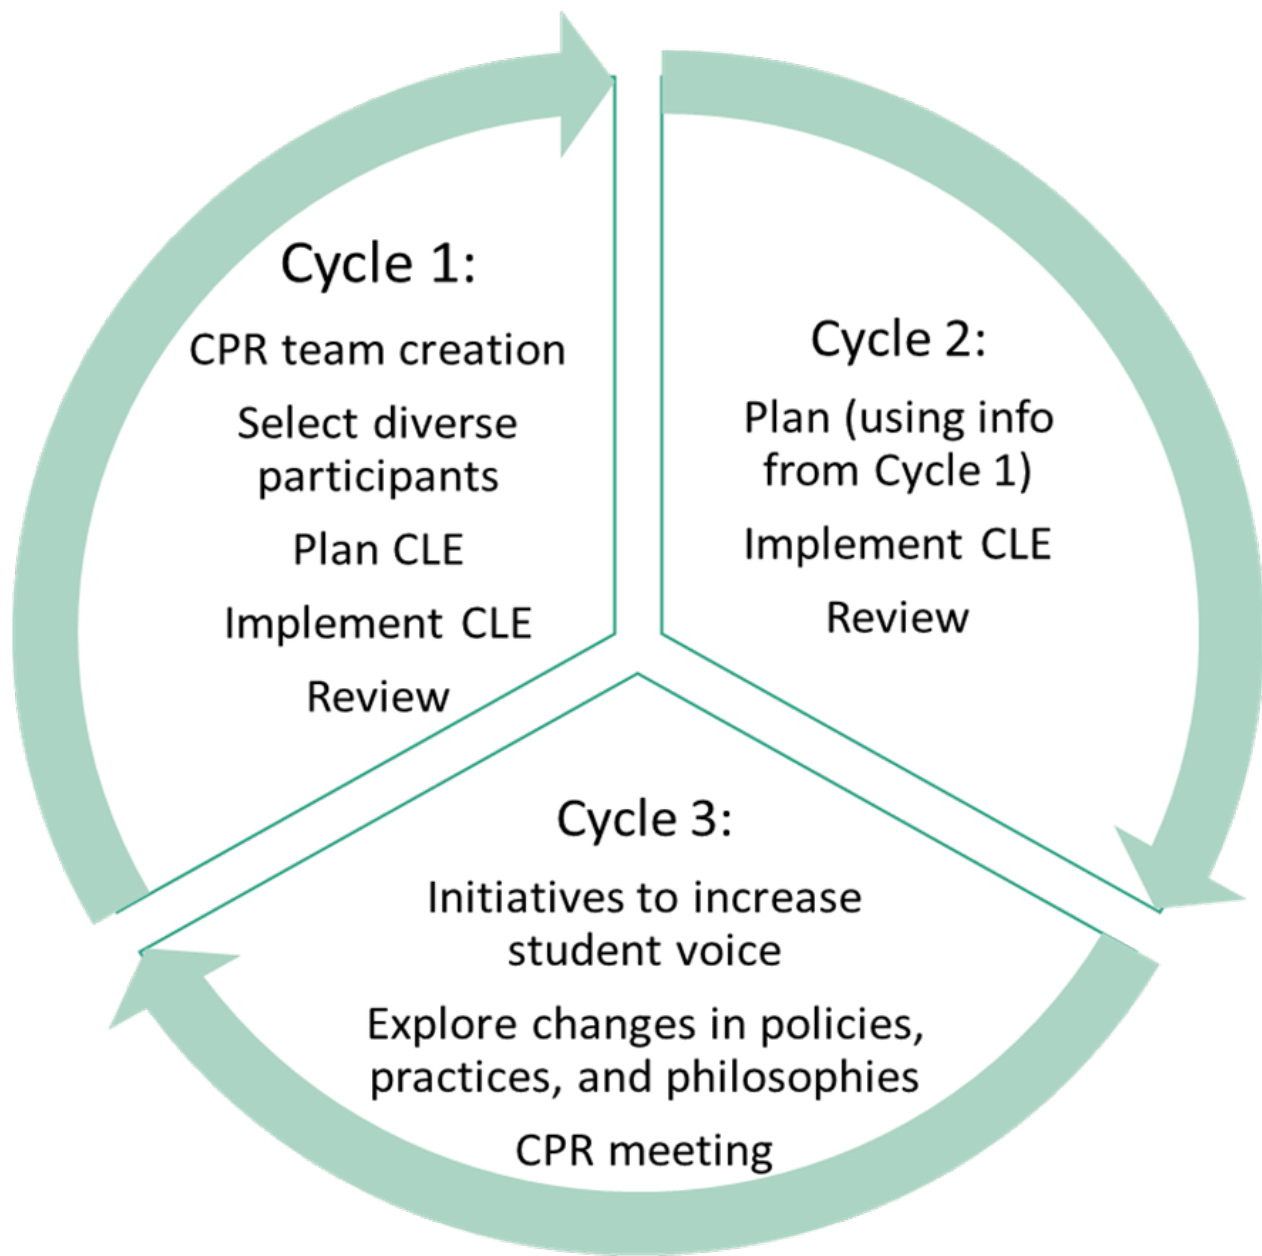 Cycle 1:
CPR team creation
Select diverse
participants
Plan CLE
Implement CLE
Review
Cycle 2:
Plan (using info
from Cycle 1)
Implement CLE
Review
Cycle 3:
Initiatives to increase
student voice
Explore changes in policies,
practices, and philosophies
CPR meeting